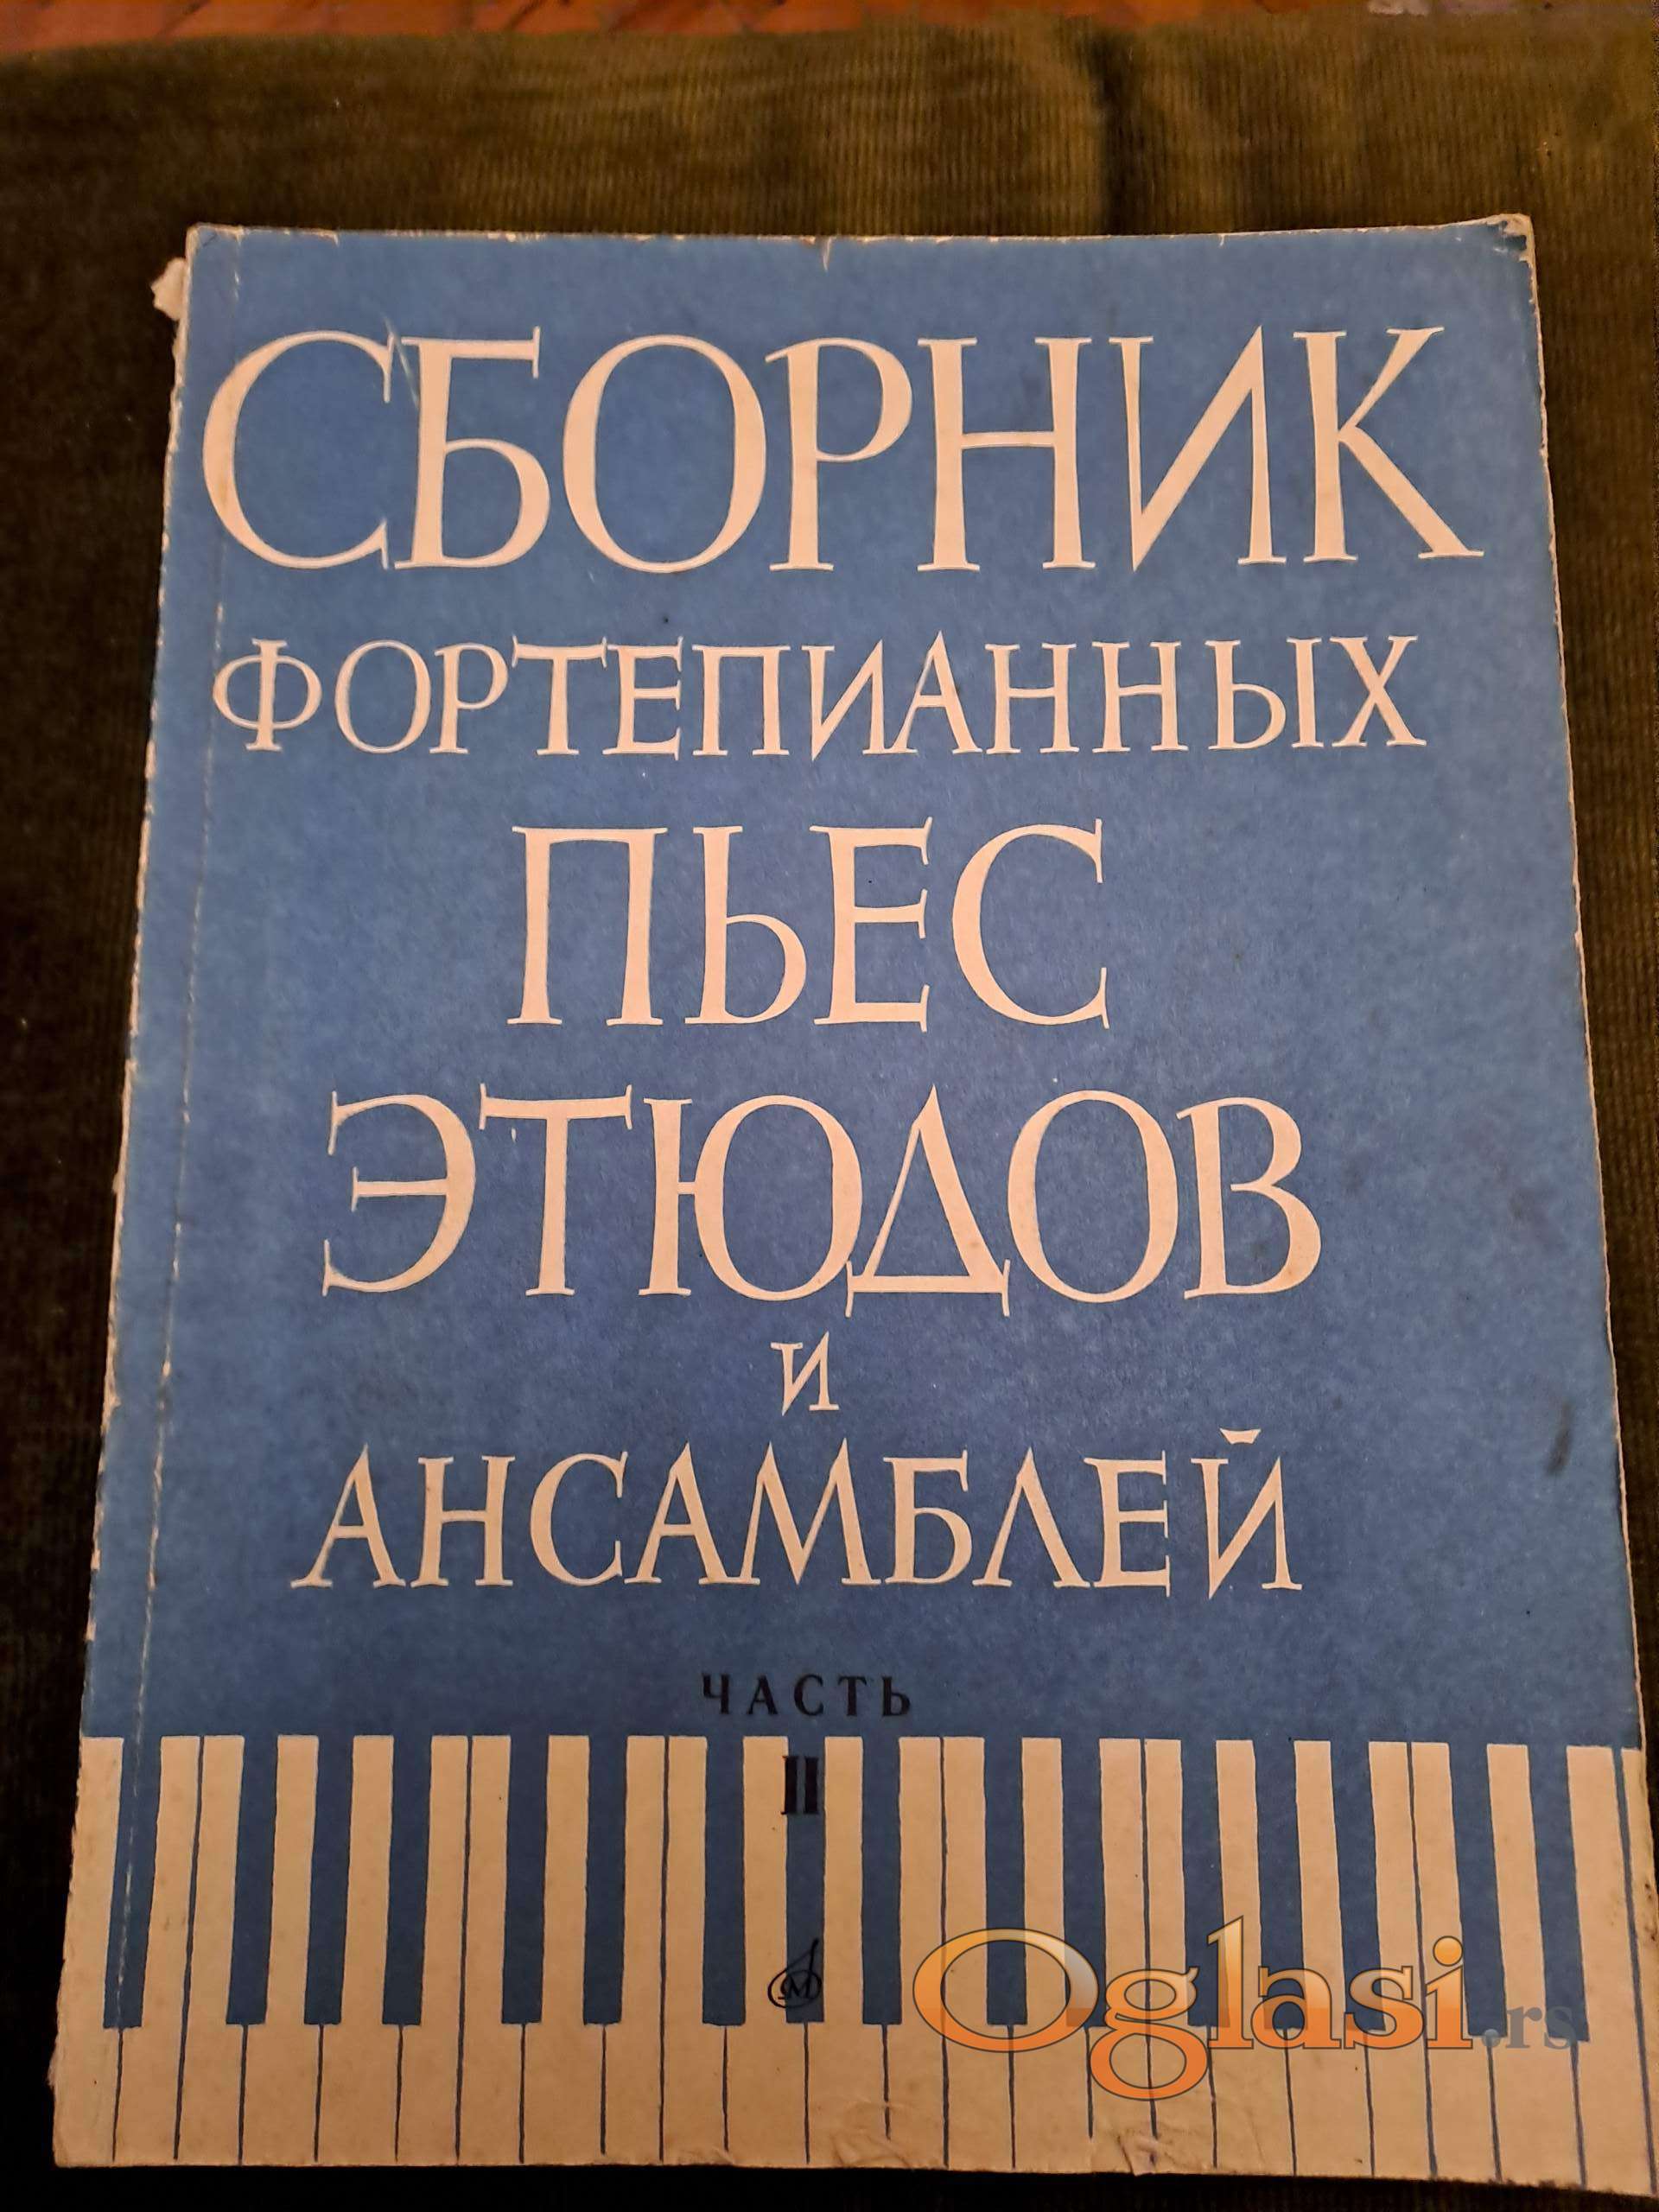 СБОРНИК
ФОРТЕПИАННЫХ
ПЬЕС
ЭТЮДОВ
И
АНСАМБЛЕЙ
ЧАСТЬ
II
М
Oglasi.rs